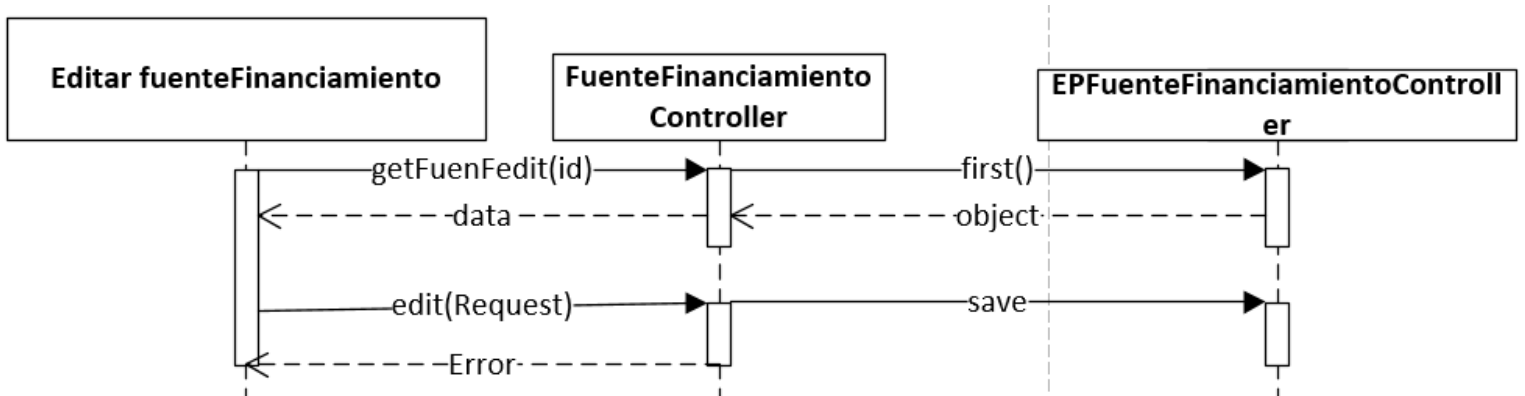 Editar fuenteFinanciamiento
FuenteFinanciamiento
Controller
EPFuenteFinanciamientoControll
er
getFuenFedit(id)
first()
data
object
edit(Request)
save
Error